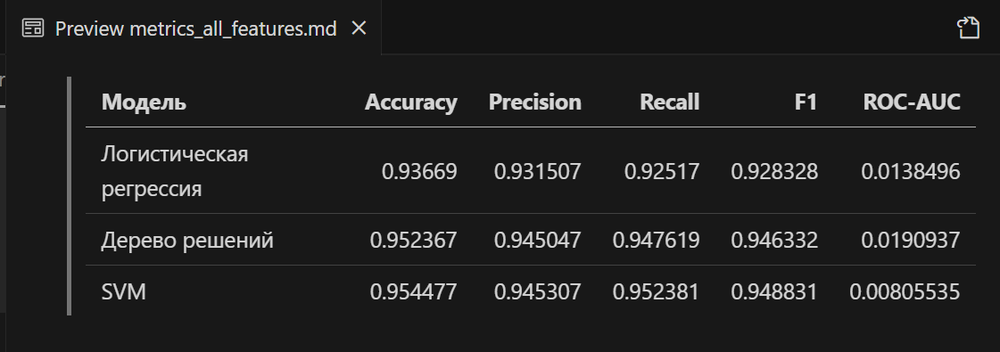 Preview metrics_all_features.md
Модель Accuracy Precision Recall F1 ROC-AUC
Логистическая
регрессия 0.93669 0.931507 0.92517 0.928328 0.0138496
Дерево решений 0.952367 0.945047 0.947619 0.946332 0.0190937
SVM 0.954477 0.945307 0.952381 0.948831 0.00805535